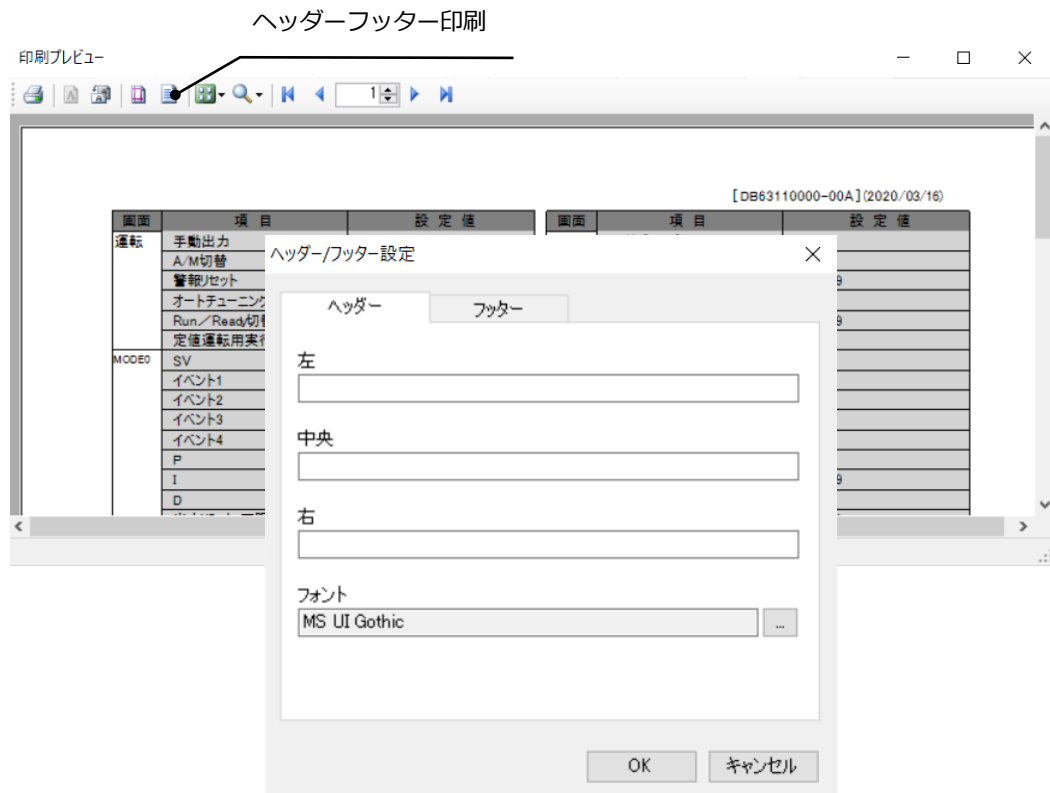 ヘッダーフッター印刷
印刷プレビュー
1
[DB63110000-00A](2020/03/16)
画面 項 目 設 定 値 画面 項 目 設 定 値
運転 手動出力
A/M切替
警報リセット
オートチューニング
Run/Ready切替
定値運転用実行
MODE0 SV
イベント1
イベント2
イベント3
イベント4
P
I
D
ヘッダー/フッター設定
ヘッダー フッター
左
中央
右
フォント
MS UI Gothic
...
OK キャンセル